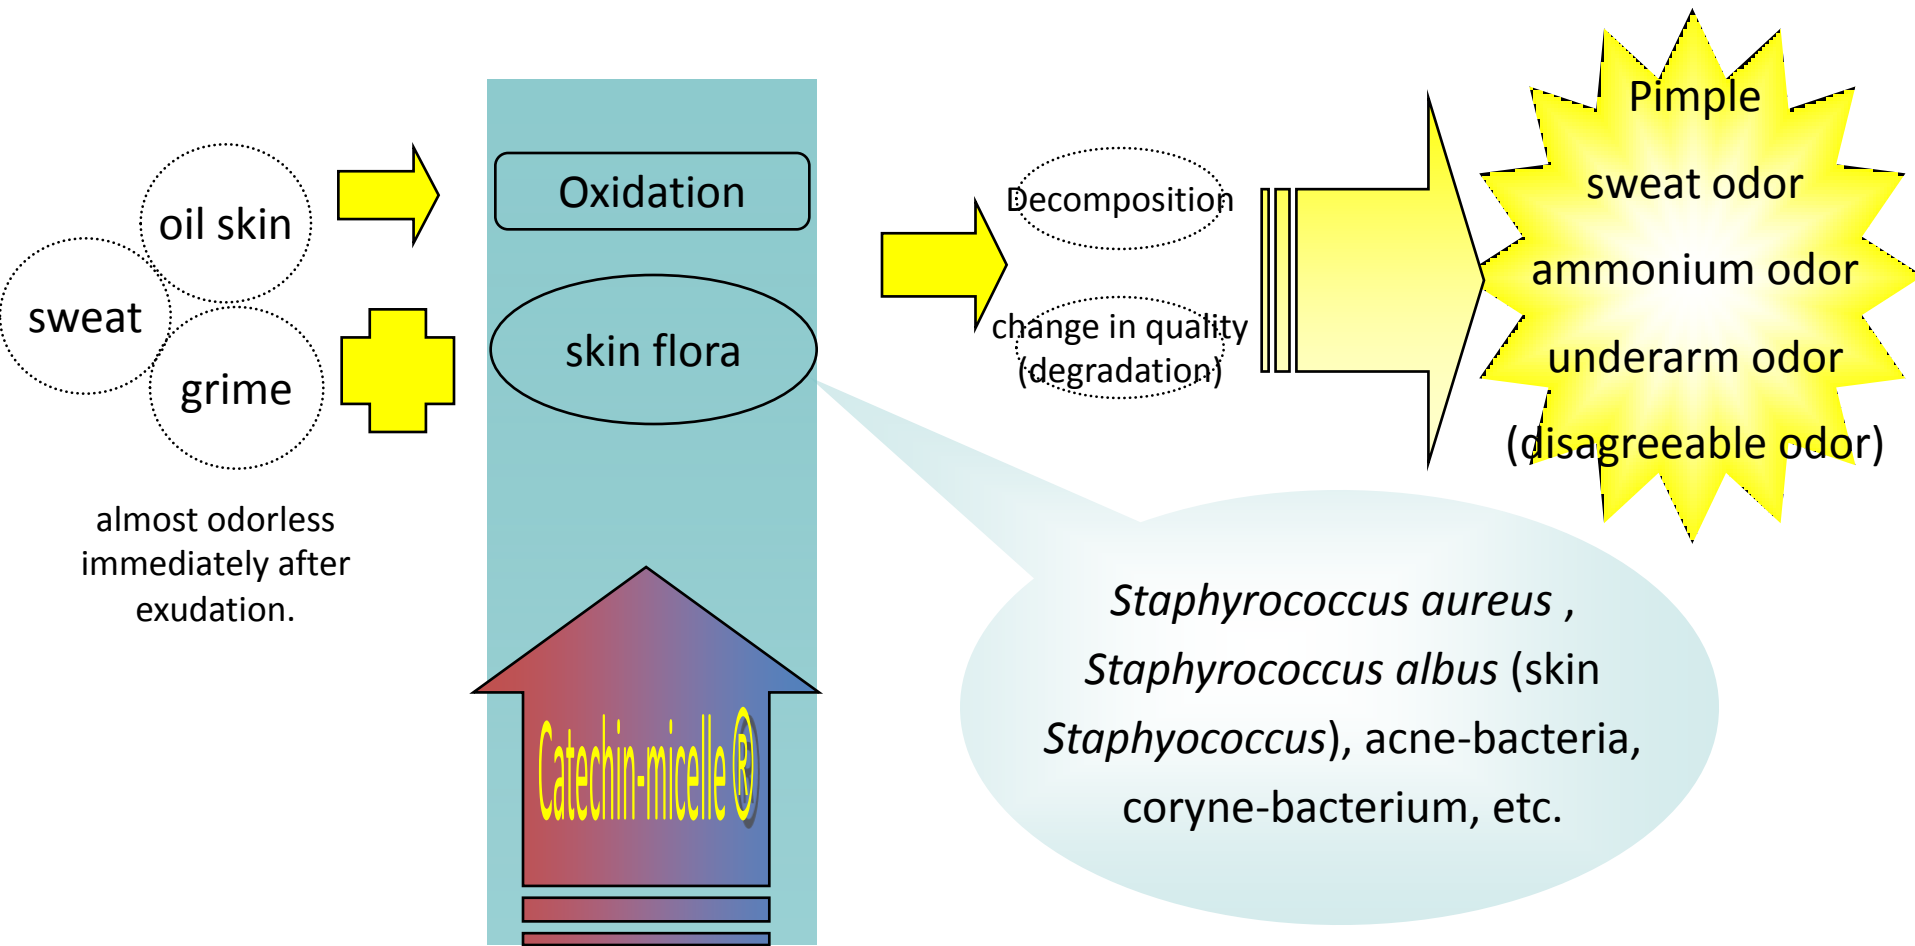 oil skin
sweat
grime
almost odorless
immediately after
exudation.
Oxidation
skin flora
Catechin-micelle ®
Decomposition
change in quality
(degradation)
Pimple
sweat odor
ammonium odor
underarm odor
(disagreeable odor)
Staphyrococcus aureus ,
Staphyrococcus albus (skin
Staphyococcus), acne-bacteria,
coryne-bacterium, etc.